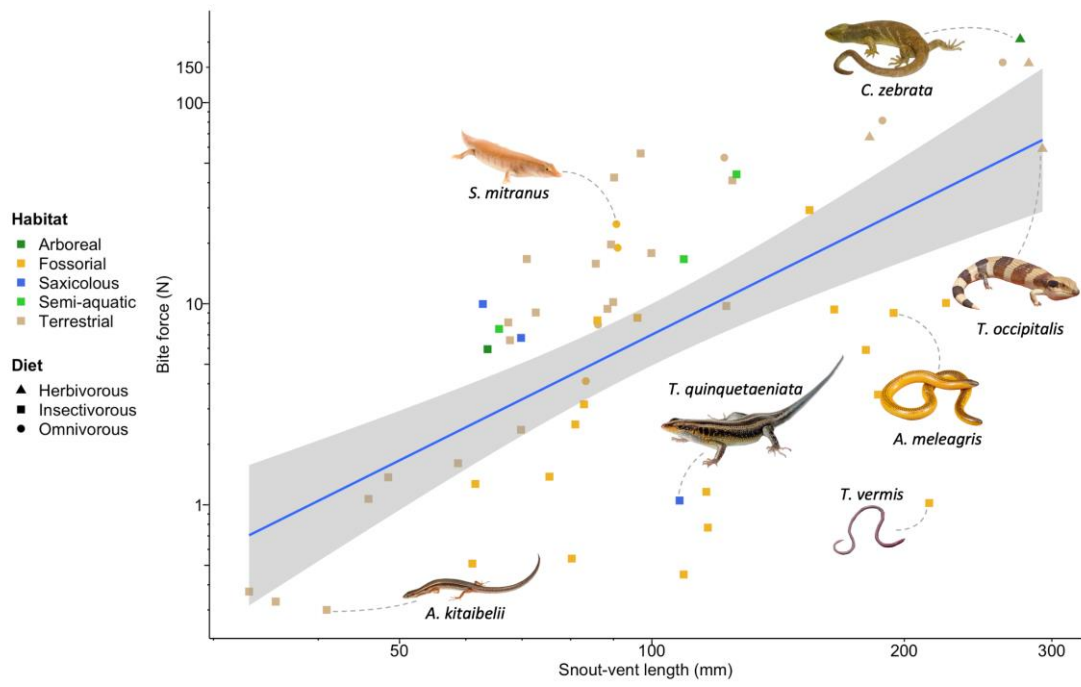 Habitat
Arboreal
Fossorial
Saxicolous
Semi-aquatic
Terrestrial
Diet
Herbivorous
Insectivorous
Omnivorous
Bite force (N)
150
100
10
1
50
100
200
300
Snout-vent length (mm)
C. zebrata
S. mitranus
T. occipitalis
T. quinquetaeniata
A. meleagris
T. vermis
A. kitaibelii